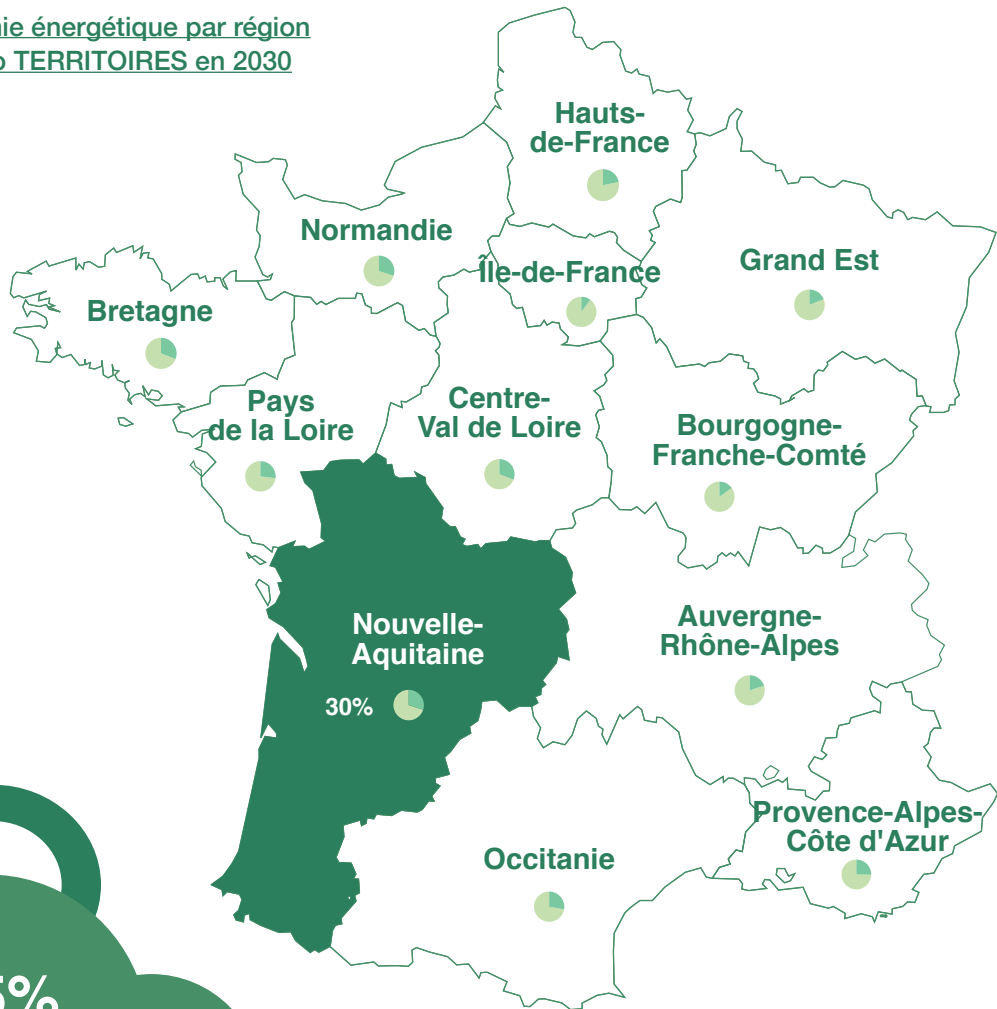 énergétique par région
TERRITOIRES en 2030
Hauts-
de-France
Normandie
Île-de-France
Grand Est
Bretagne
Pays
de la Loire
Centre-
Val de Loire
Bourgogne-
Franche-Comté
Nouvelle-
Aquitaine
30%
Auvergne-
Rhône-Alpes
Provence-Alpes-
Côte d'Azur
Occitanie